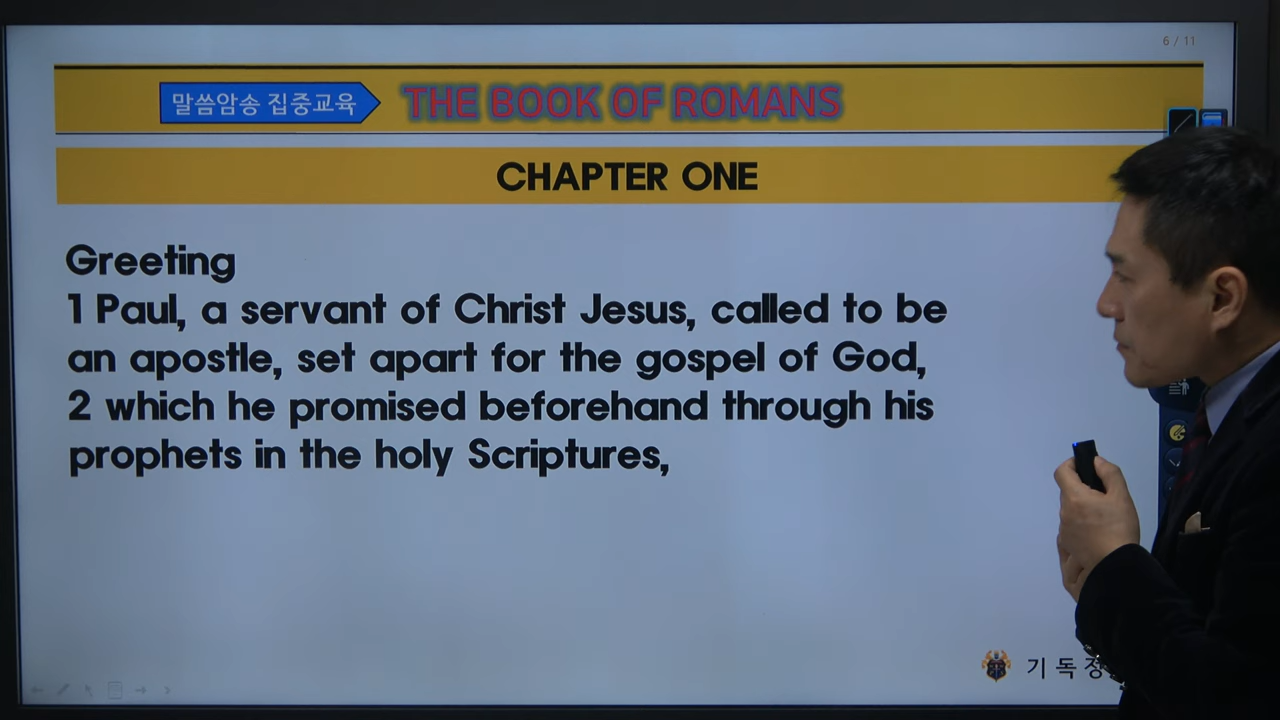 6 / 11
말씀암송 집중교육
THE BOOK OF ROMANS
CHAPTER ONE
Greeting
1 Paul, a servant of Christ Jesus, called to be
an apostle, set apart for the gospel of God,
2 which he promised beforehand through his
prophets in the holy Scriptures,
기독